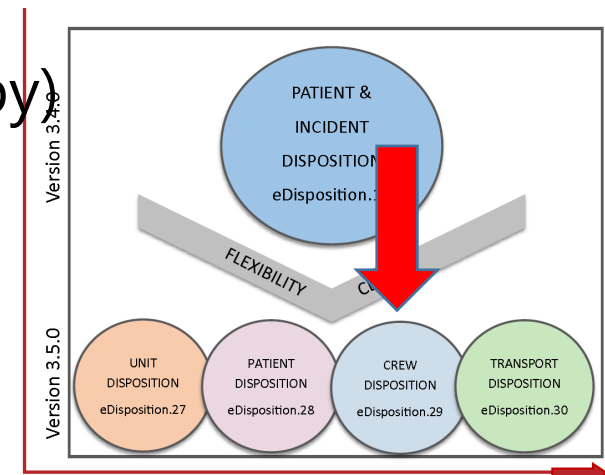 py)
Version 3.4.0
PATIENT &
INCIDENT
DISPOSITION
eDisposition.1
FLEXIBILITY
Version 3.5.0
UNIT
DISPOSITION
eDisposition.27
PATIENT
DISPOSITION
eDisposition.28
CREW
DISPOSITION
eDisposition.29
TRANSPORT
DISPOSITION
eDisposition.30